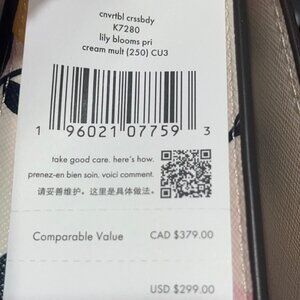 cnvrtbl crssbdy
K7280
lily blooms pri
cream mult (250) CU3
1 96021 07759 3
take good care. here's how.
prenez-en bien soin. voici comment.
请妥善维护。这里是具体做法。
Comparable Value CAD $379.00
USD $299.00